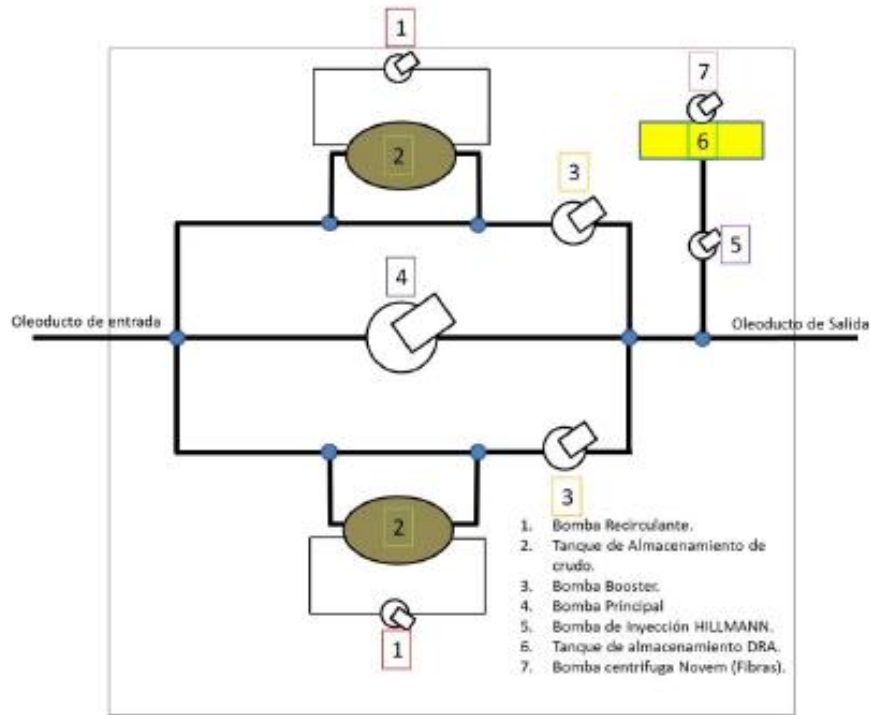 1
7
2
6
3
5
4
Oleoducto de entrada
Oleoducto de Salida
3
2
1
1. Bomba Recirculante.
2. Tanque de Almacenamiento de
crudo.
3. Bomba Booster.
4. Bomba Principal
5. Bomba de Inyección HILLMANN.
6. Tanque de almacenamiento DRA.
7. Bomba centrífuga Novem (Fibras).